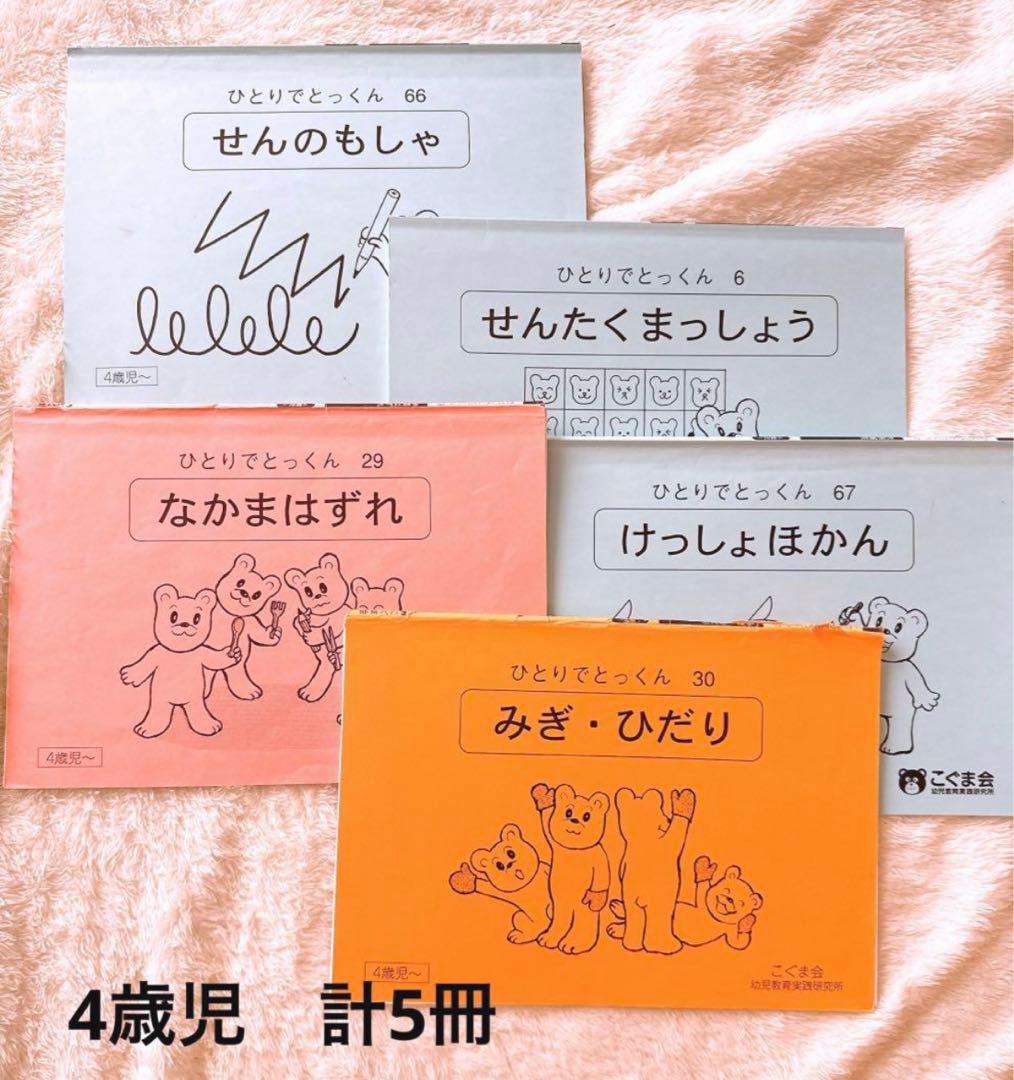 ひとりでとっくん 66
せんのもしゃ
4歳児～
ひとりでとっくん 6
せんたくまっしょう
ひとりでとっくん 29
なかまはずれ
4歳児～
ひとりでとっくん 67
けっしょほかん
こぐま会
幼児教育実践研究所
ひとりでとっくん 30
みぎ・ひだり
4歳児～
こぐま会
幼児教育実践研究所
4歳児 計5冊